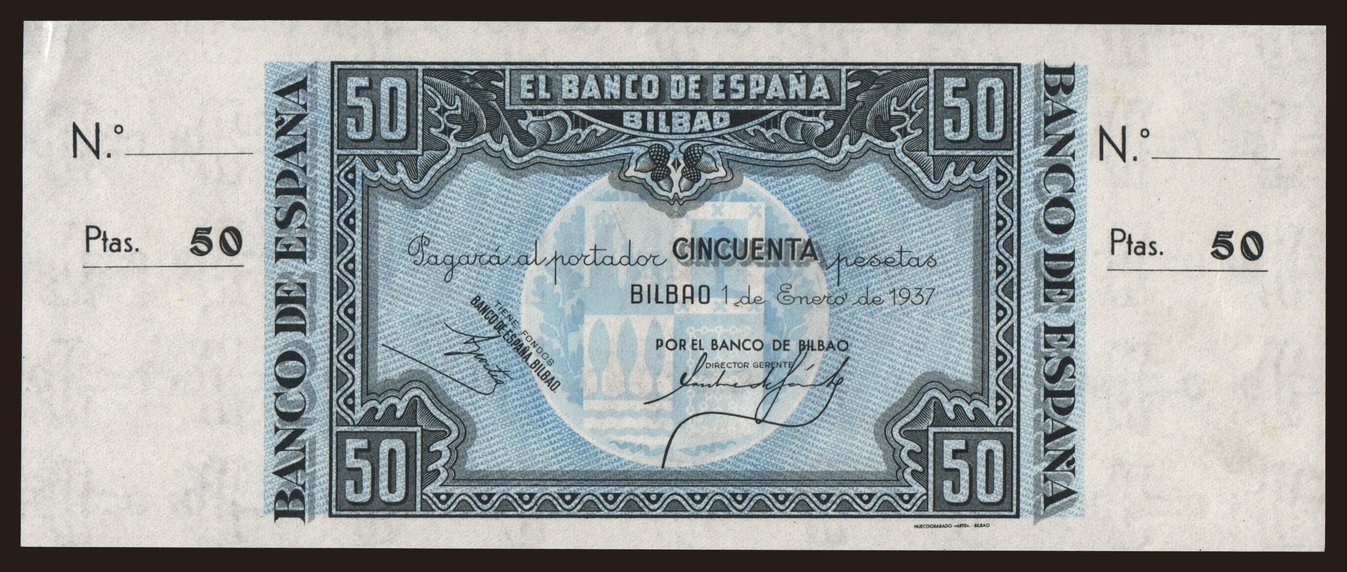 EL BANCO DE ESPAÑA
BILBAO
50
50
N.º
Ptas. 50
BANCO DE ESPAÑA
Pagará al portador CINCUENTA pesetas
BILBAO 1 de Enero de 1937
TIENE FONDOS
BANCO DE ESPAÑA, BILBAO.
POR EL BANCO DE BILBAO
DIRECTOR GERENTE
50
50
BANCO DE ESPAÑA
N.º
Ptas. 50
HUECOGRABADO «ARTE». - BILBAO